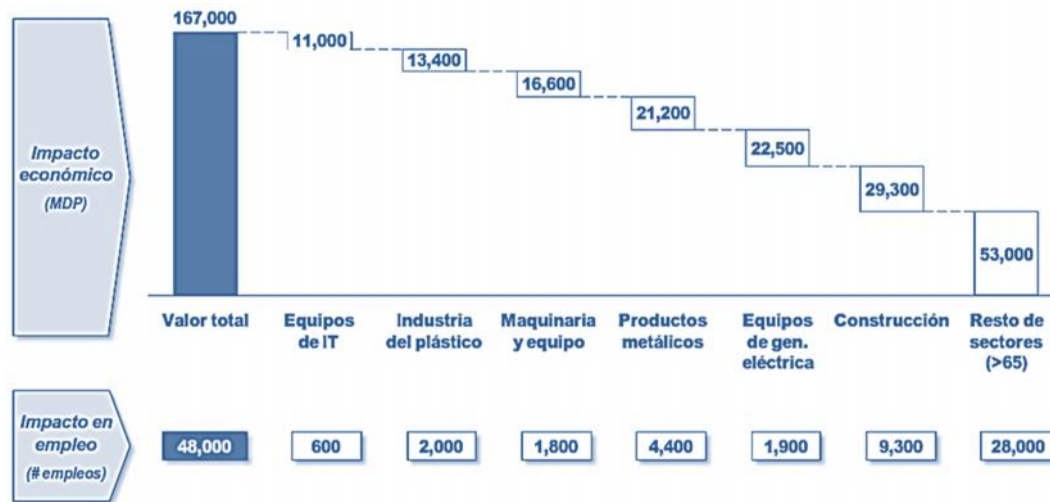 167,000
11,000
13,400
16,600
21,200
22,500
29,300
53,000
Impacto
económico
(MDP)
Valor total
Equipos
de IT
Industria
del plástico
Maquinaria
y equipo
Productos
metálicos
Equipos
de gen.
eléctrica
Construcción
Resto de
sectores
(>65)
Impacto en
empleo
(# empleos)
48,000
600
2,000
1,800
4,400
1,900
9,300
28,000